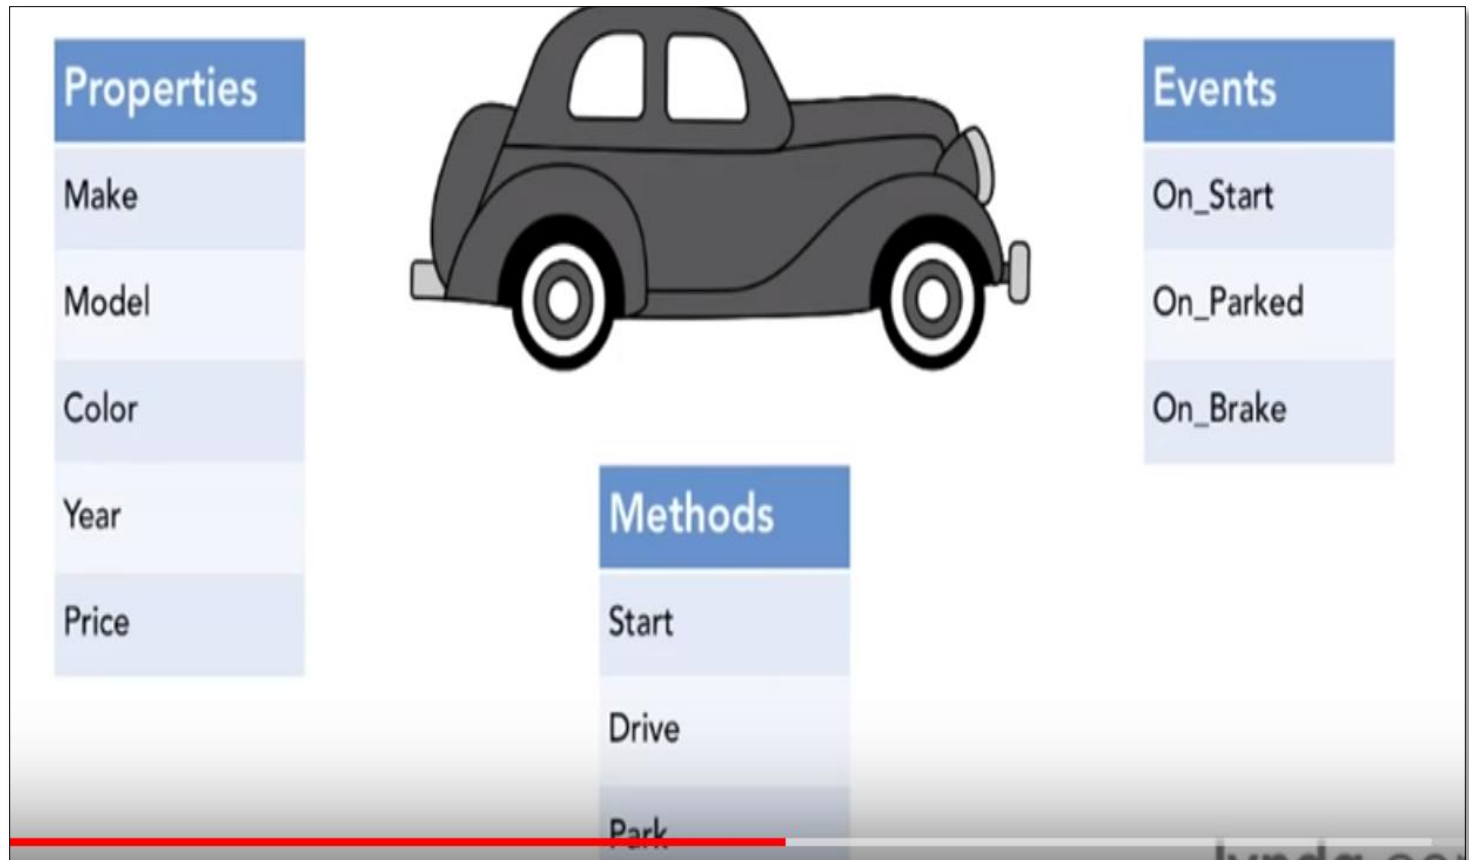 Properties
Make
Model
Color
Year
Price
Methods
Start
Drive
Park
Events
On_Start
On_Parked
On_Brake